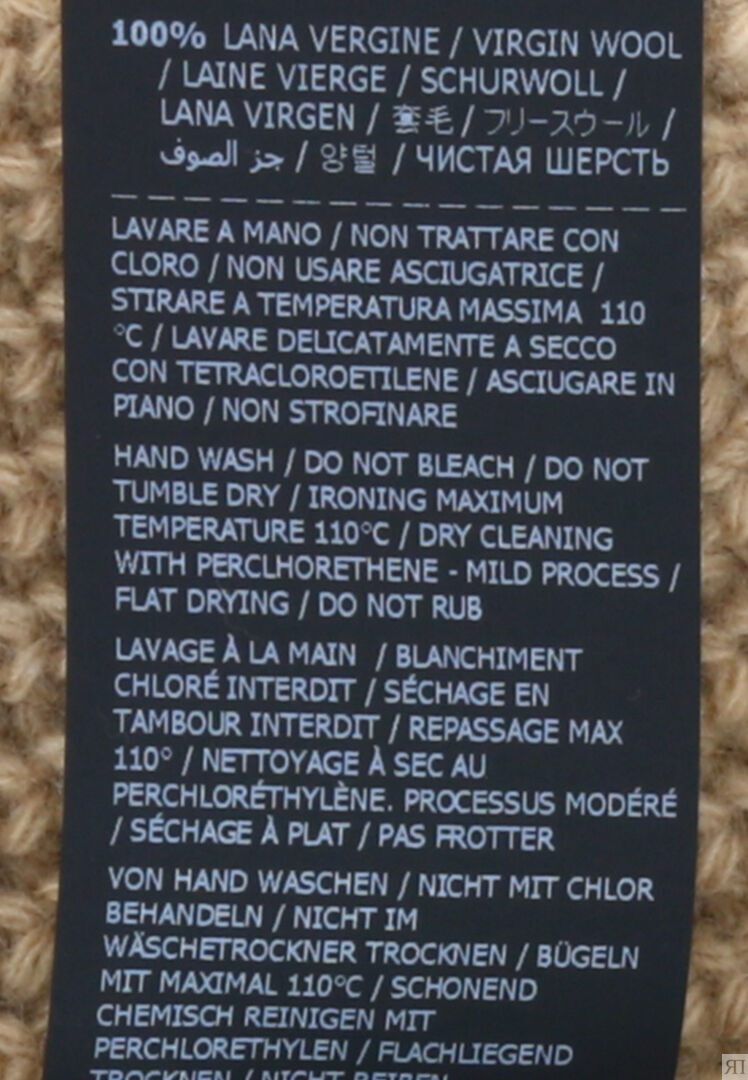 100% LANA VERGINE / VIRGIN WOOL
/ LAINE VIERGE / SCHURWOLL /
LANA VIRGEN / 套毛 / フリースウール /
جز الصوف / 양털 / ЧИСТАЯ ШЕРСТЬ
LAVARE A MANO / NON TRATTARE CON
CLORO / NON USARE ASCIUGATRICE /
STIRARE A TEMPERATURA MASSIMA 110
°C / LAVARE DELICATAMENTE A SECCO
CON TETRACLOROETILENE / ASCIUGARE IN
PIANO / NON STROFINARE
HAND WASH / DO NOT BLEACH / DO NOT
TUMBLE DRY / IRONING MAXIMUM
TEMPERATURE 110°C / DRY CLEANING
WITH PERCLHORETHENE - MILD PROCESS /
FLAT DRYING / DO NOT RUB
LAVAGE À LA MAIN / BLANCHIMENT
CHLORÉ INTERDIT / SÉCHAGE EN
TAMBOUR INTERDIT / REPASSAGE MAX
110° / NETTOYAGE À SEC AU
PERCHLORÉTHYLÈNE. PROCESSUS MODÉRÉ
/ SÉCHAGE À PLAT / PAS FROTTER
VON HAND WASCHEN / NICHT MIT CHLOR
BEHANDELN / NICHT IM
WÄSCHETROCKNER TROCKNEN / BÜGELN
MIT MAXIMAL 110°C / SCHONEND
CHEMISCH REINIGEN MIT
PERCHLORETHYLEN / FLACHLIEGEND
TROCKNEN / NICHT REIBEN